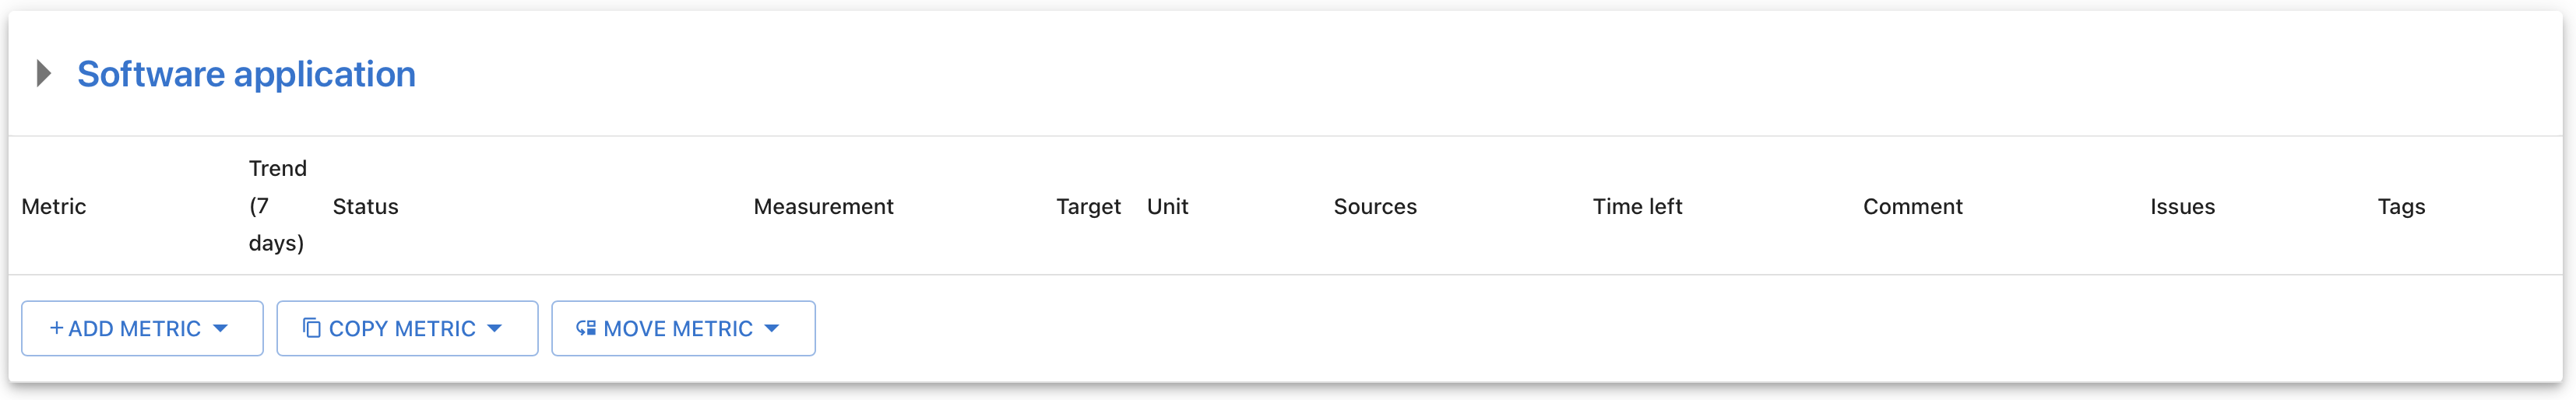 Software application
Metric Trend (7 days) Status Measurement Target Unit Sources Time left Comment Issues Tags
+ ADD METRIC COPY METRIC MOVE METRIC